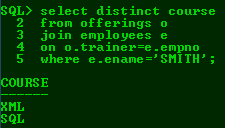 SQL> select distinct course
  2  from offerings o
  3  join employees e
  4  on o.trainer=e.empno
  5  where e.ename='SMITH';
COURSE
------
XML
SQL